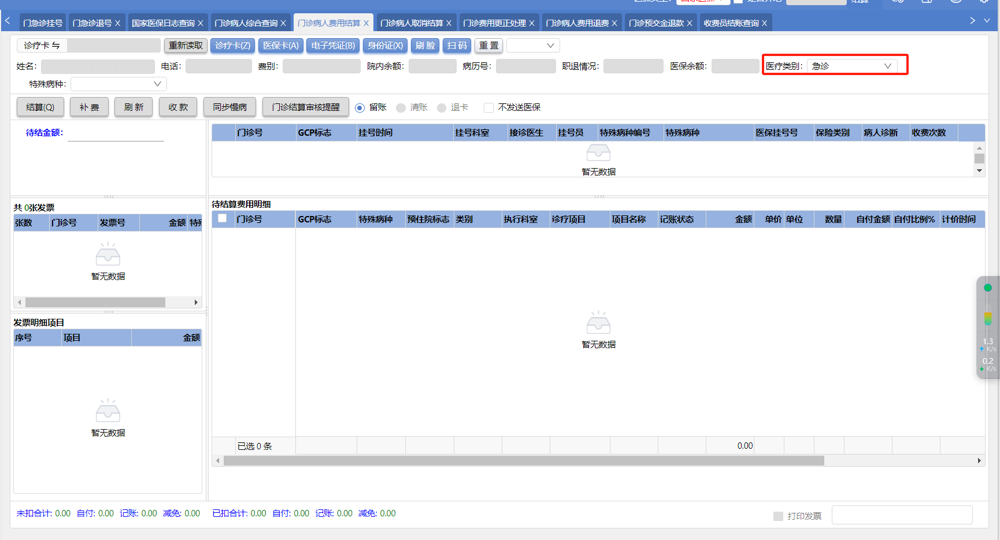 医保类型: 国家医保 是否介绍 结算
门急诊挂号 门急诊退号 X 国家医保日志查询 X 门诊病人综合查询 X 门诊病人费用结算 X 门诊病人取消结算 X 门诊费用更正处理 X 门诊病人费用退费 X 门诊预交金退款 X 收费员结账查询 X
诊疗卡 重新读取 诊疗卡(Z) 医保卡(A) 电子凭证(B) 身份证(X) 刷 脸 扫 码 重 置
姓名: 电话: 费别: 院内余额: 病历号: 职退情况: 医保余额: 医疗类别: 急诊
特殊病种:
结算(Q) 补 费 刷 新 收 款 同步慢病 门诊结算审核提醒 留账 清账 退卡 不发送医保
待结金额:
门诊号 GCP标志 挂号时间 挂号科室 接诊医生 挂号员 特殊病种编号 特殊病种 医保挂号号 保险类别 病人诊断 收费次数
暂无数据
共 0张发票
张数 门诊号 发票号 金额 特殊
暂无数据
发票明细项目
序号 项目 金额
暂无数据
待结算费用明细
门诊号 GCP标志 特殊病种 预住院标志 类别 执行科室 诊疗项目 项目名称 记账状态 金额 单价 单位 数量 自付金额 自付比例% 计价时间
暂无数据
已选 0 条 0.00
1.3
K/s
0.2
K/s
未扣合计: 0.00 自付: 0.00 记账: 0.00 减免: 0.00 已扣合计: 0.00 自付: 0.00 记账: 0.00 减免: 0.00
打印发票